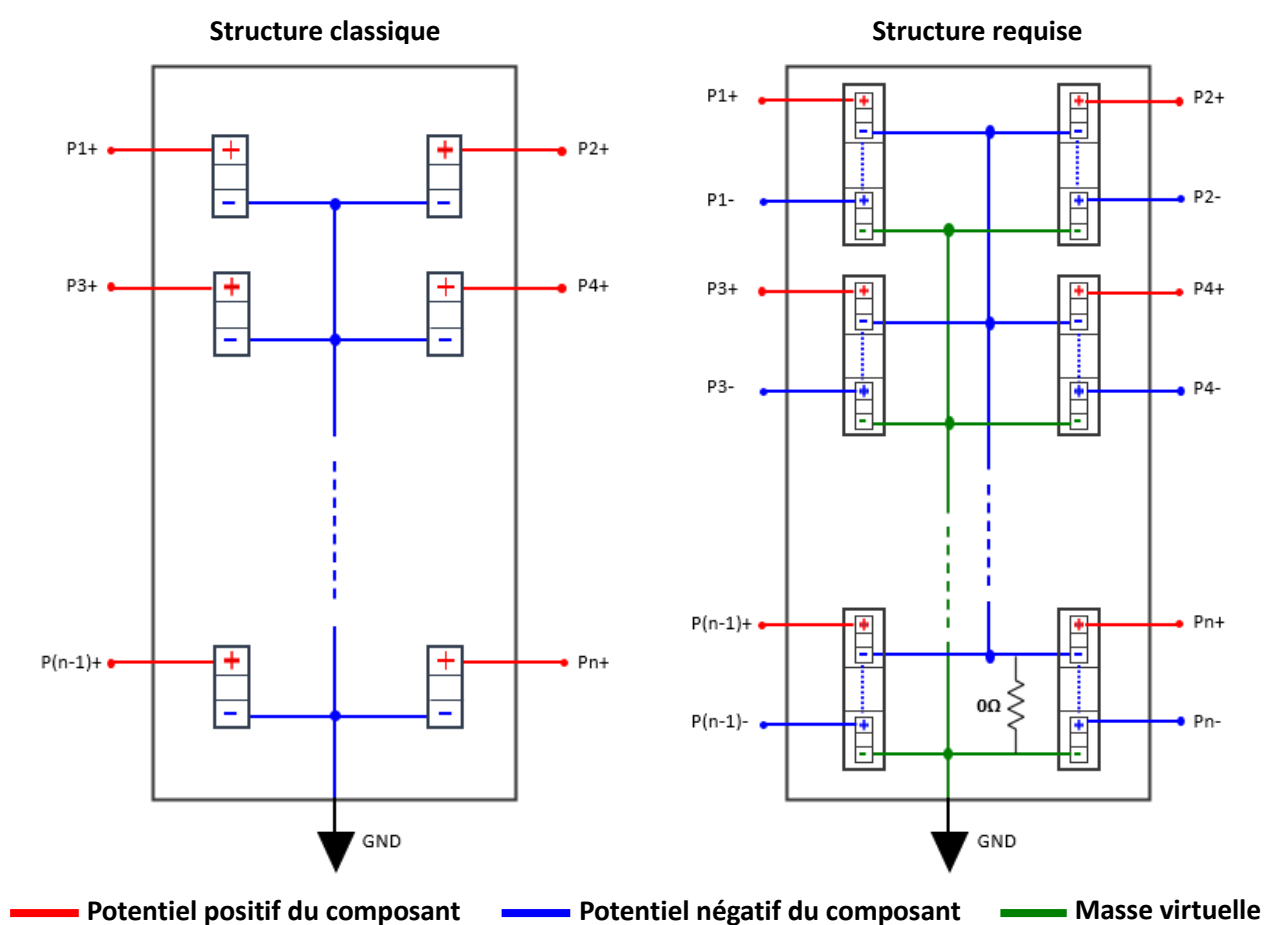 Structure classique
P1+ P2+
P3+ P4+
P(n-1)+ Pn+
GND
Structure requise
P1+ P2+
P1- P2-
P3+ P4+
P3- P4-
P(n-1)+ Pn+
0Ω
P(n-1)- Pn-
GND
Potentiel positif du composant Potentiel négatif du composant Masse virtuelle